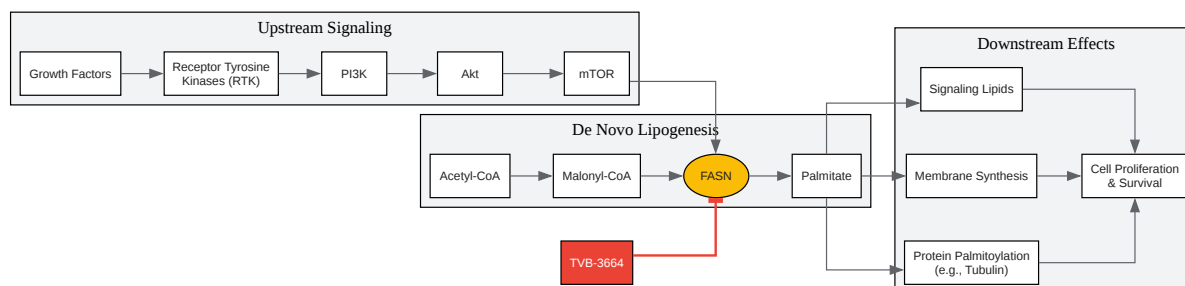 Upstream Signaling
Growth Factors
Receptor Tyrosine
Kinases (RTK)
PI3K
Akt
mTOR
De Novo Lipogenesis
Acetyl-CoA
Malonyl-CoA
FASN
Palmitate
TVB-3664
Downstream Effects
Signaling Lipids
Membrane Synthesis
Protein Palmitoylation
(e.g., Tubulin)
Cell Proliferation
& Survival